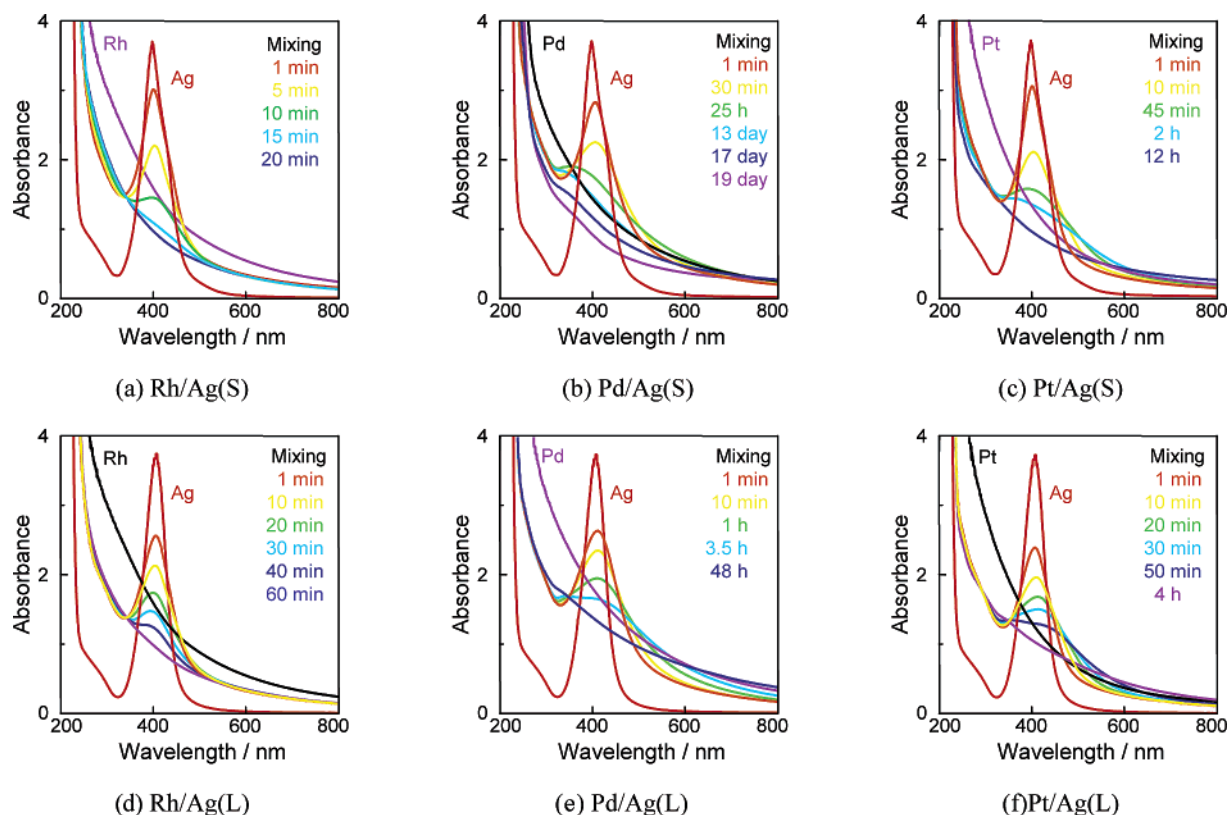 4
Rh
Mixing
1 min
5 min
10 min
15 min
20 min
Ag
2
0
200 400 600 800
Absorbance
Wavelength / nm
(a) Rh/Ag(S)
4
Pd
Mixing
1 min
30 min
25 h
13 day
17 day
19 day
Ag
2
0
200 400 600 800
Absorbance
Wavelength / nm
(b) Pd/Ag(S)
4
Pt
Mixing
1 min
10 min
45 min
2 h
12 h
Ag
2
0
200 400 600 800
Absorbance
Wavelength / nm
(c) Pt/Ag(S)
4
Rh
Mixing
1 min
10 min
20 min
30 min
40 min
60 min
Ag
2
0
200 400 600 800
Absorbance
Wavelength / nm
(d) Rh/Ag(L)
4
Pd
Mixing
1 min
10 min
1 h
3.5 h
48 h
Ag
2
0
200 400 600 800
Absorbance
Wavelength / nm
(e) Pd/Ag(L)
4
Pt
Mixing
1 min
10 min
20 min
30 min
50 min
4 h
Ag
2
0
200 400 600 800
Absorbance
Wavelength / nm
(f)Pt/Ag(L)